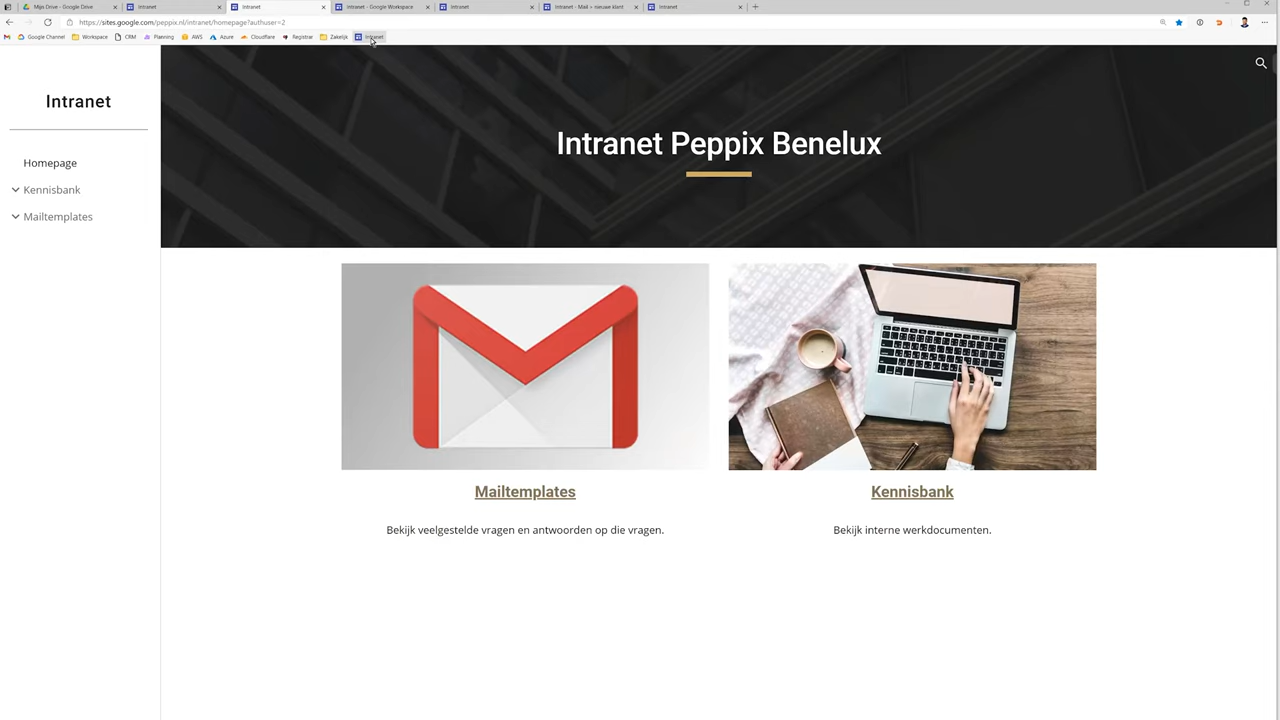 Mijn Drive - Google Drive
Intranet
Intranet
Intranet - Google Workspace
Intranet
Intranet - Mail > nieuwe klant
Intranet
https://sites.google.com/peppix.nl/intranet/homepage?authuser=2
Google Channel
Workspace
CRM
Planning
AWS
Azure
Cloudflare
Registrar
Zakelijk
Intranet
Intranet
Homepage
Kennisbank
Mailtemplates
Intranet Peppix Benelux
Mailtemplates
Bekijk veelgestelde vragen en antwoorden op die vragen.
Kennisbank
Bekijk interne werkdocumenten.